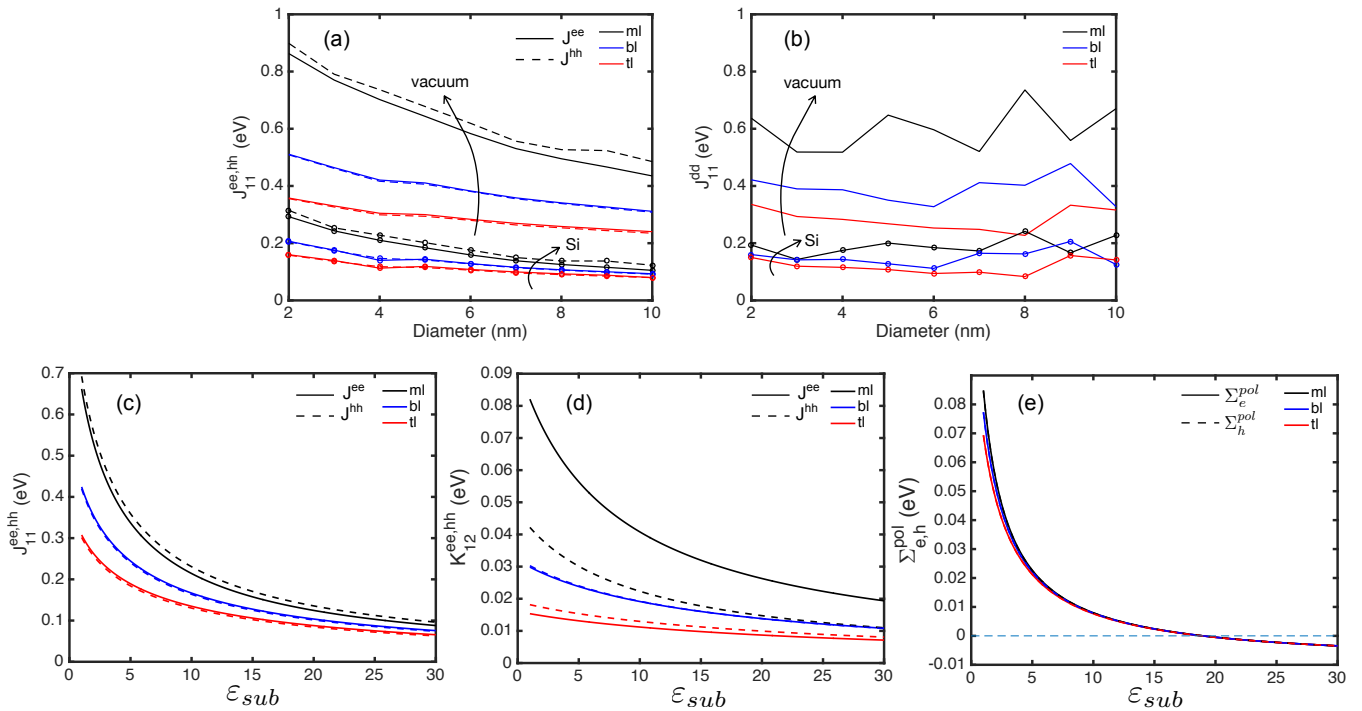 (a)
J^ee
J^hh
ml
bl
tl
vacuum
Si
J_11^ee,hh (eV)
1
0.8
0.6
0.4
0.2
0
2 4 6 8 10
Diameter (nm)
(b)
ml
bl
tl
vacuum
Si
J_11^dd (eV)
1
0.8
0.6
0.4
0.2
0
2 4 6 8 10
Diameter (nm)
(c)
J^ee
J^hh
ml
bl
tl
J_11^ee,hh (eV)
0.7
0.6
0.5
0.4
0.3
0.2
0.1
0
0 5 10 15 20 25 30
ε_sub
(d)
J^ee
J^hh
ml
bl
tl
K_12^ee,hh (eV)
0.09
0.08
0.07
0.06
0.05
0.04
0.03
0.02
0.01
0
0 5 10 15 20 25 30
ε_sub
(e)
Σ_e^pol
Σ_h^pol
ml
bl
tl
Σ_e,h^pol (eV)
0.08
0.07
0.06
0.05
0.04
0.03
0.02
0.01
0
-0.01
0 5 10 15 20 25 30
ε_sub